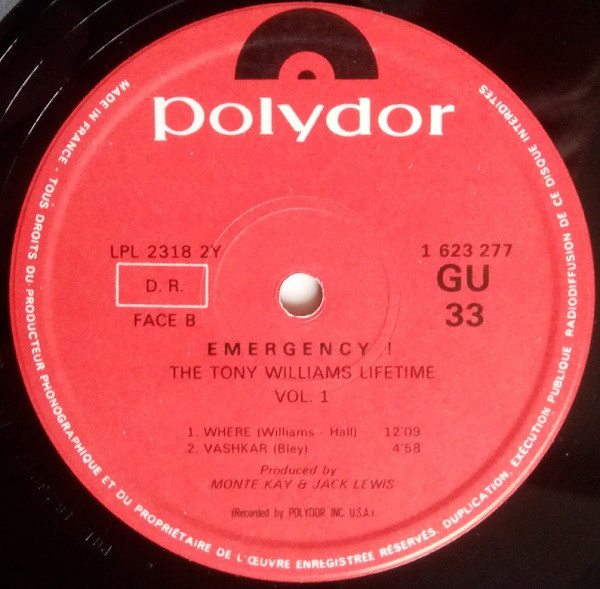 polydor
LPL 2318 2Y
1 623 277
D. R.
GU
FACE B
33
EMERGENCY !
THE TONY WILLIAMS LIFETIME
VOL. 1
1. WHERE (Williams - Hall) 12'09
2. VASHKAR (Bley) 4'58
Produced by
MONTE KAY & JACK LEWIS
(Recorded by POLYDOR INC. U.S.A.)
MADE IN FRANCE - TOUS DROITS DU PRODUCTEUR PHONOGRAPHIQUE ET DU PROPRIÉTAIRE DE L'ŒUVRE ENREGISTRÉE RÉSERVÉS. DUPLICATION, EXÉCUTION PUBLIQUE, RADIODIFFUSION DE CE DISQUE INTERDITES